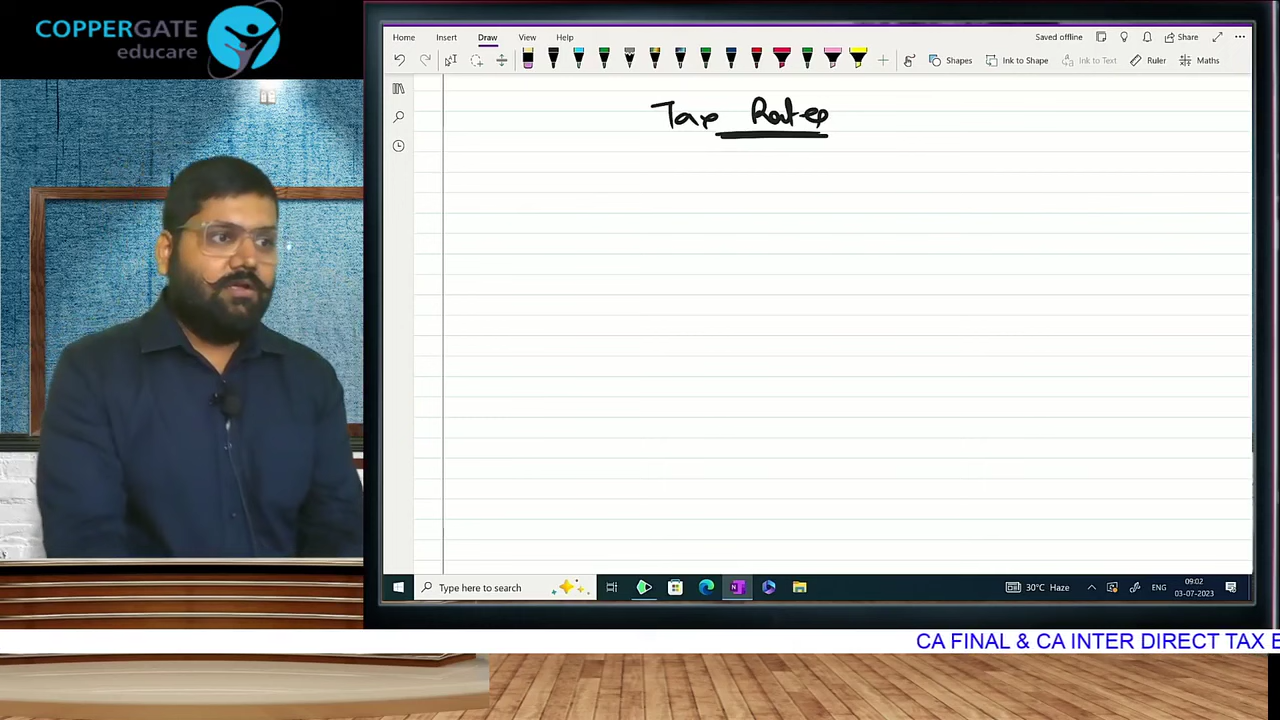 COPPERGATE
educare
Home Insert Draw View Help
Saved offline
Share
Shapes
Ink to Shape
Ink to Text
Ruler
Maths
Tax Rates
Type here to search
30°C Haze
ENG
09:02
03-07-2023
CA FINAL & CA INTER DIRECT TAX E